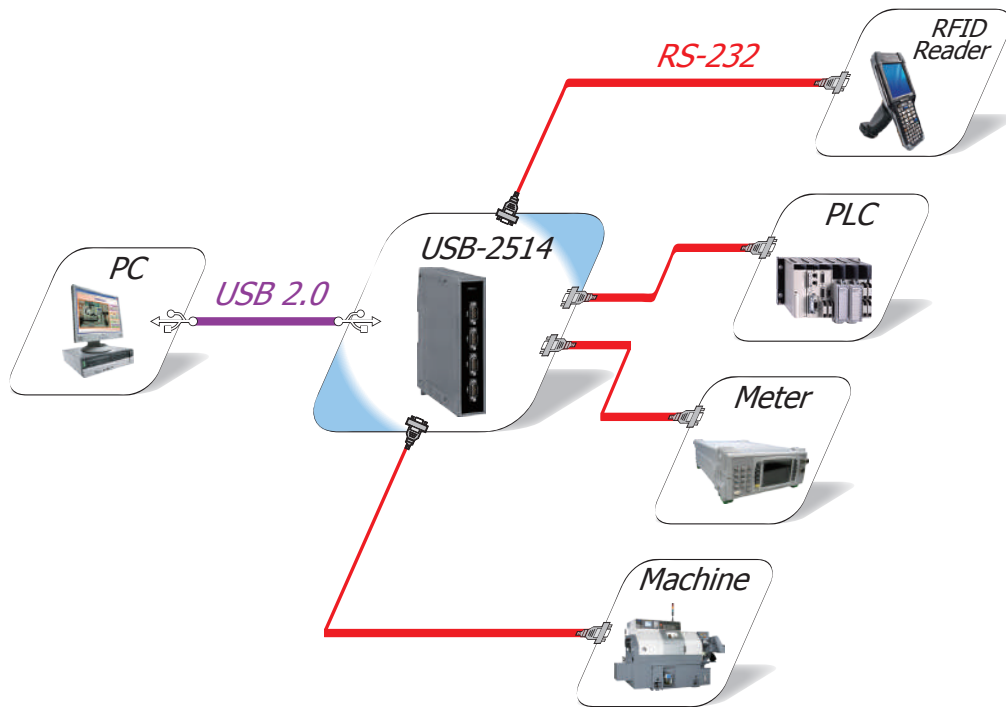 RFID
Reader
RS-232
PLC
USB-2514
PC
USB 2.0
Meter
Machine